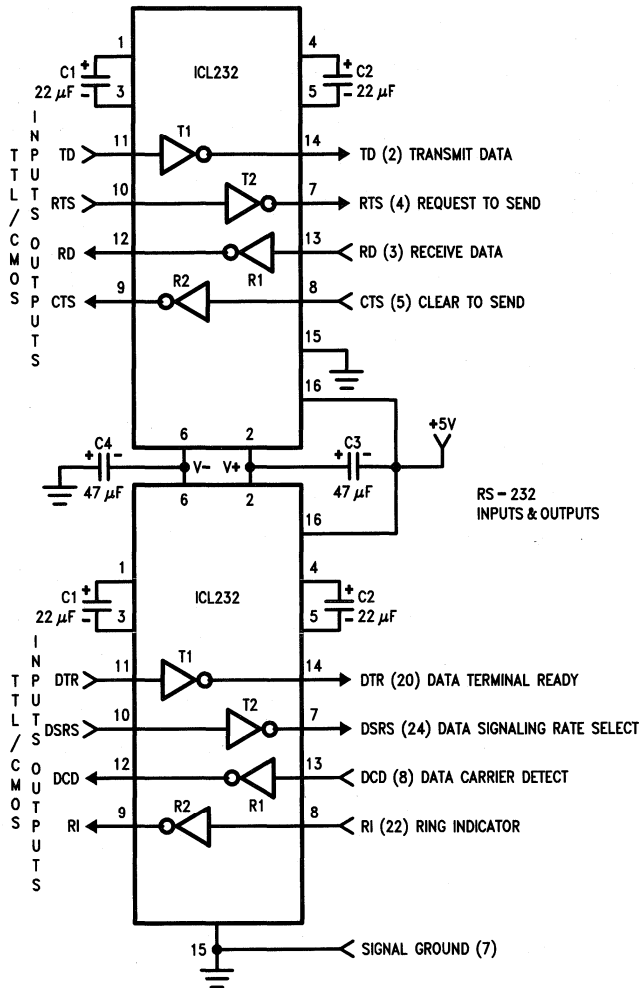 1
4
C1
+
ICL232
+
C2
22 µF
-
3
5
-
22 µF
TTL/CMOS
INPUTS OUTPUTS
T1
TD
11
14
TD (2) TRANSMIT DATA
T2
RTS
10
7
RTS (4) REQUEST TO SEND
RD
12
13
RD (3) RECEIVE DATA
R1
CTS
9
R2
8
CTS (5) CLEAR TO SEND
15
16
+5V
C4
+
-
6
2
C3
+
-
V-
V+
47 µF
47 µF
6
2
RS-232
INPUTS & OUTPUTS
16
1
4
C1
+
ICL232
+
C2
22 µF
-
3
5
-
22 µF
TTL/CMOS
INPUTS OUTPUTS
T1
DTR
11
14
DTR (20) DATA TERMINAL READY
T2
DSRS
10
7
DSRS (24) DATA SIGNALING RATE SELECT
DCD
12
13
DCD (8) DATA CARRIER DETECT
R1
RI
9
R2
8
RI (22) RING INDICATOR
15
SIGNAL GROUND (7)